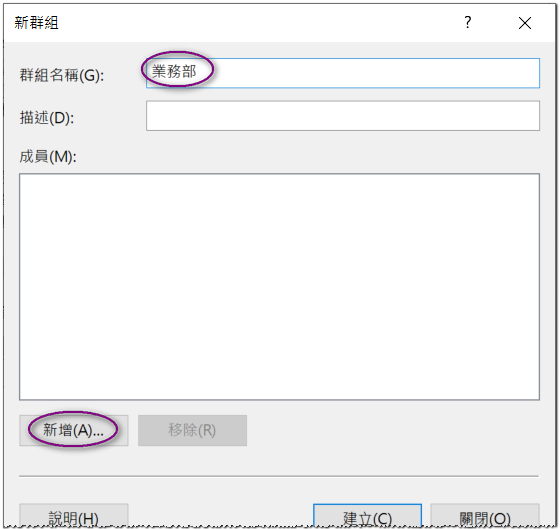 新群組 ?
群組名稱(G): 業務部
描述(D):
成員(M):
新增(A)... 移除(R)
說明(H) 建立(C) 關閉(O)